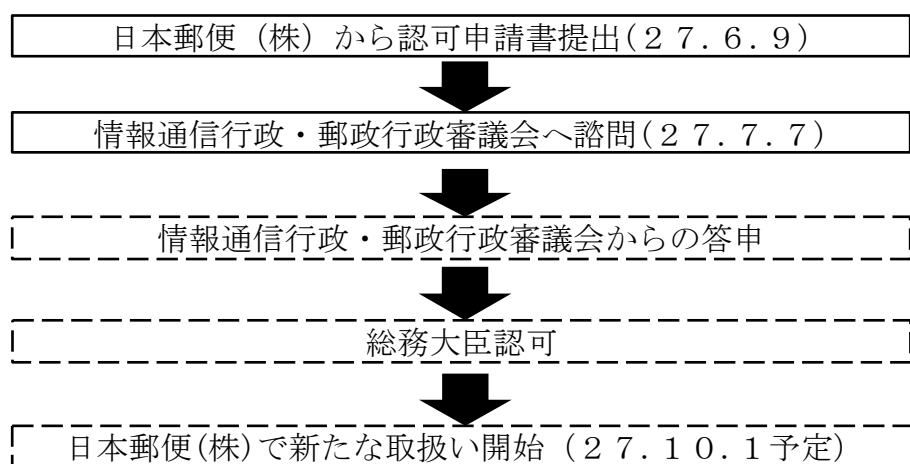 日本郵便（株）から認可申請書提出(２７.６.９)
情報通信行政・郵政行政審議会へ諮問(２７.７.７)
情報通信行政・郵政行政審議会からの答申
総務大臣認可
日本郵便(株)で新たな取扱い開始（２７.１０.１予定）